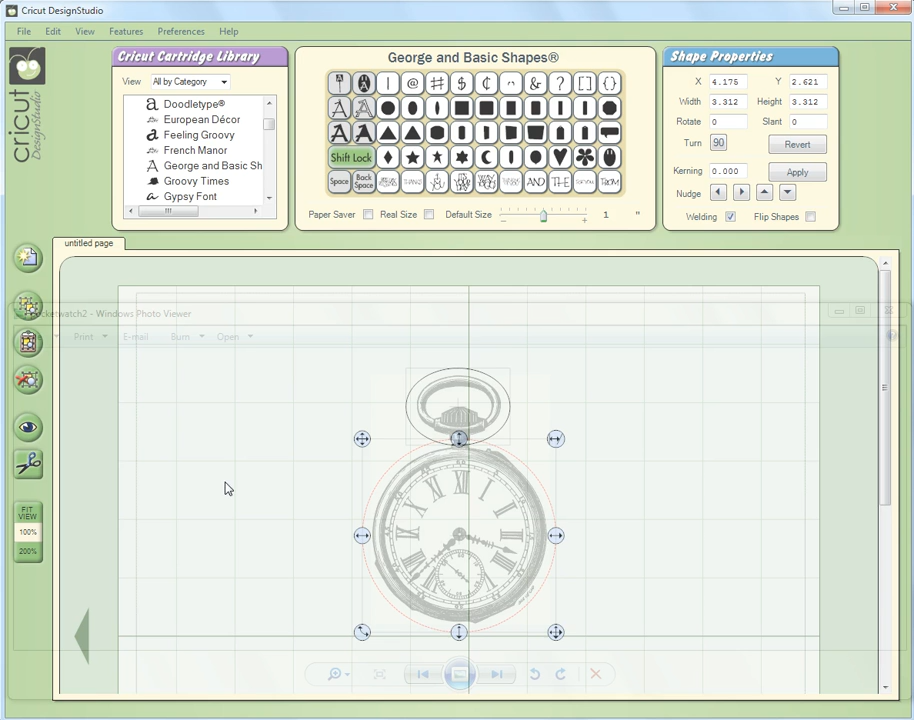 Cricut DesignStudio
File Edit View Preferences Help
Cricut DesignStudio
Cricut Cartridge Library
View All by Category
Doodletype®
European Décor
Feeling Groovy
French Manor
George and Basic Sh
Groovy Times
Gypsy Font
George and Basic Shapes®
| @ # $ ¢ & ? [ ] { }
Shift Lock
Space Back Space AND THE
Paper Saver Real Size Default Size - + 1 "
Shape Properties
X 4.175 Y 2.621
Width 3.312 Height 3.312
Rotate 0 Slant 0
Turn 90 Revert
Kerning 0.000 Apply
Nudge
Welding Flip Shapes
untitled page
ketwatch2 - Windows Photo Viewer
Print E-mail Burn Open
FIT VIEW
100%
200%